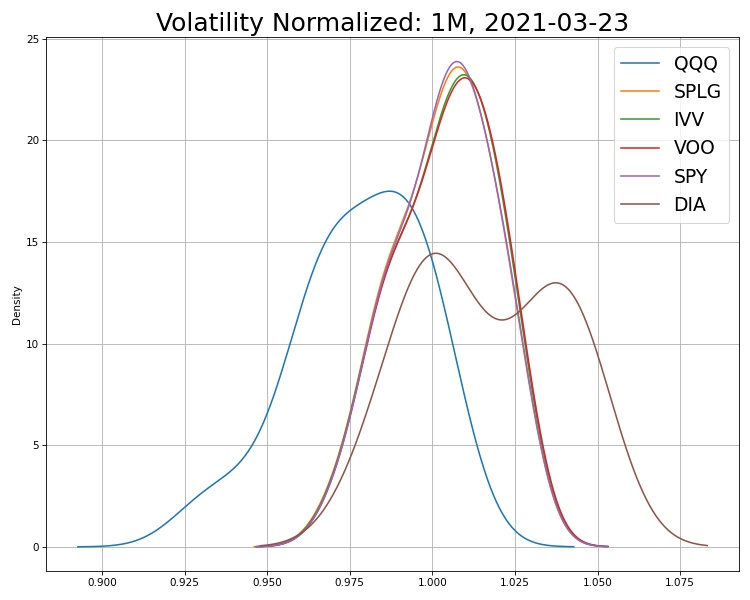 Volatility Normalized: 1M, 2021-03-23
QQQ
SPLG
IVV
VOO
SPY
DIA
Density
25
20
15
10
5
0
0.900 0.925 0.950 0.975 1.000 1.025 1.050 1.075